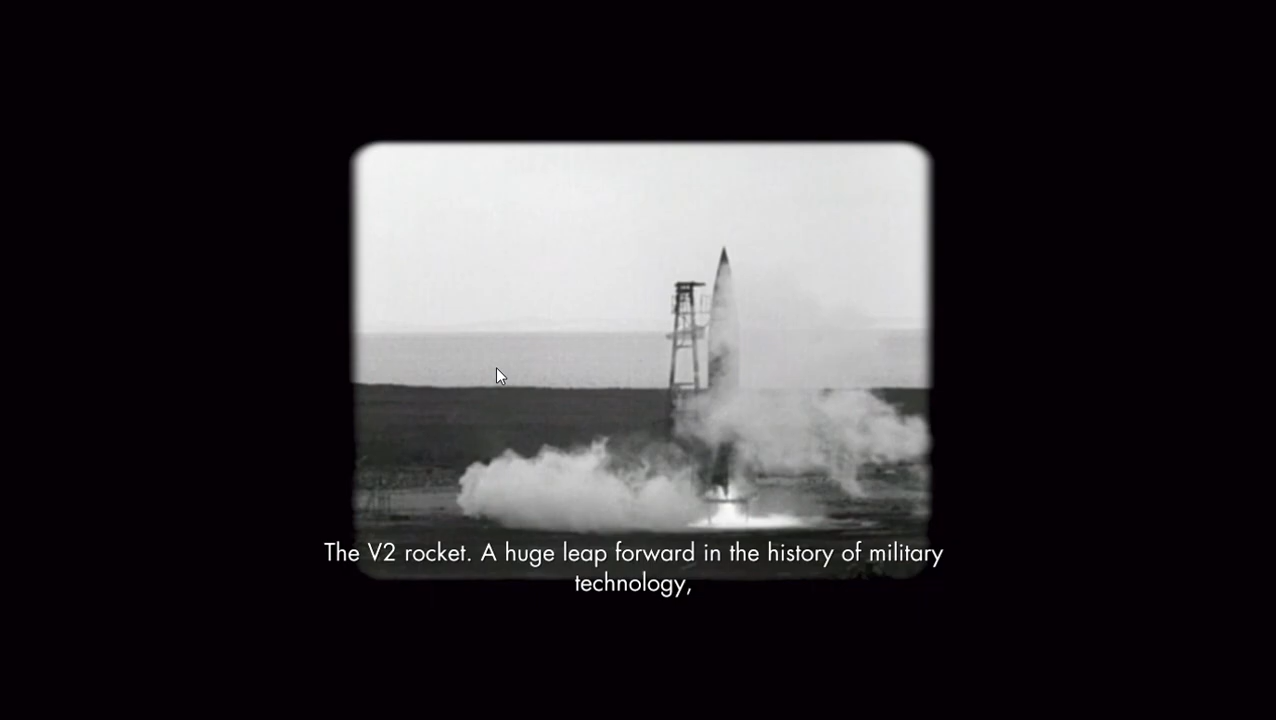 The V2 rocket. A huge leap forward in the history of military
technology,